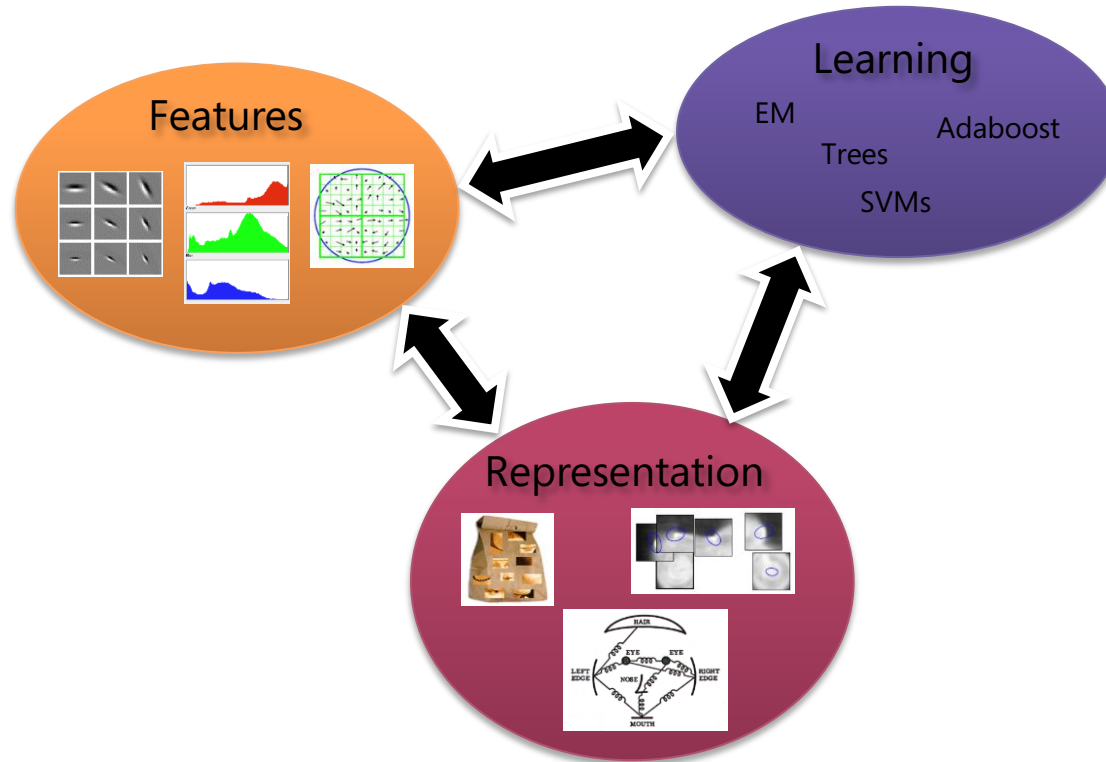 Features
Learning
EM
Adaboost
Trees
SVMs
Representation
HAIR
EYE
EYE
LEFT
EDGE
RIGHT
EDGE
NOSE
MOUTH